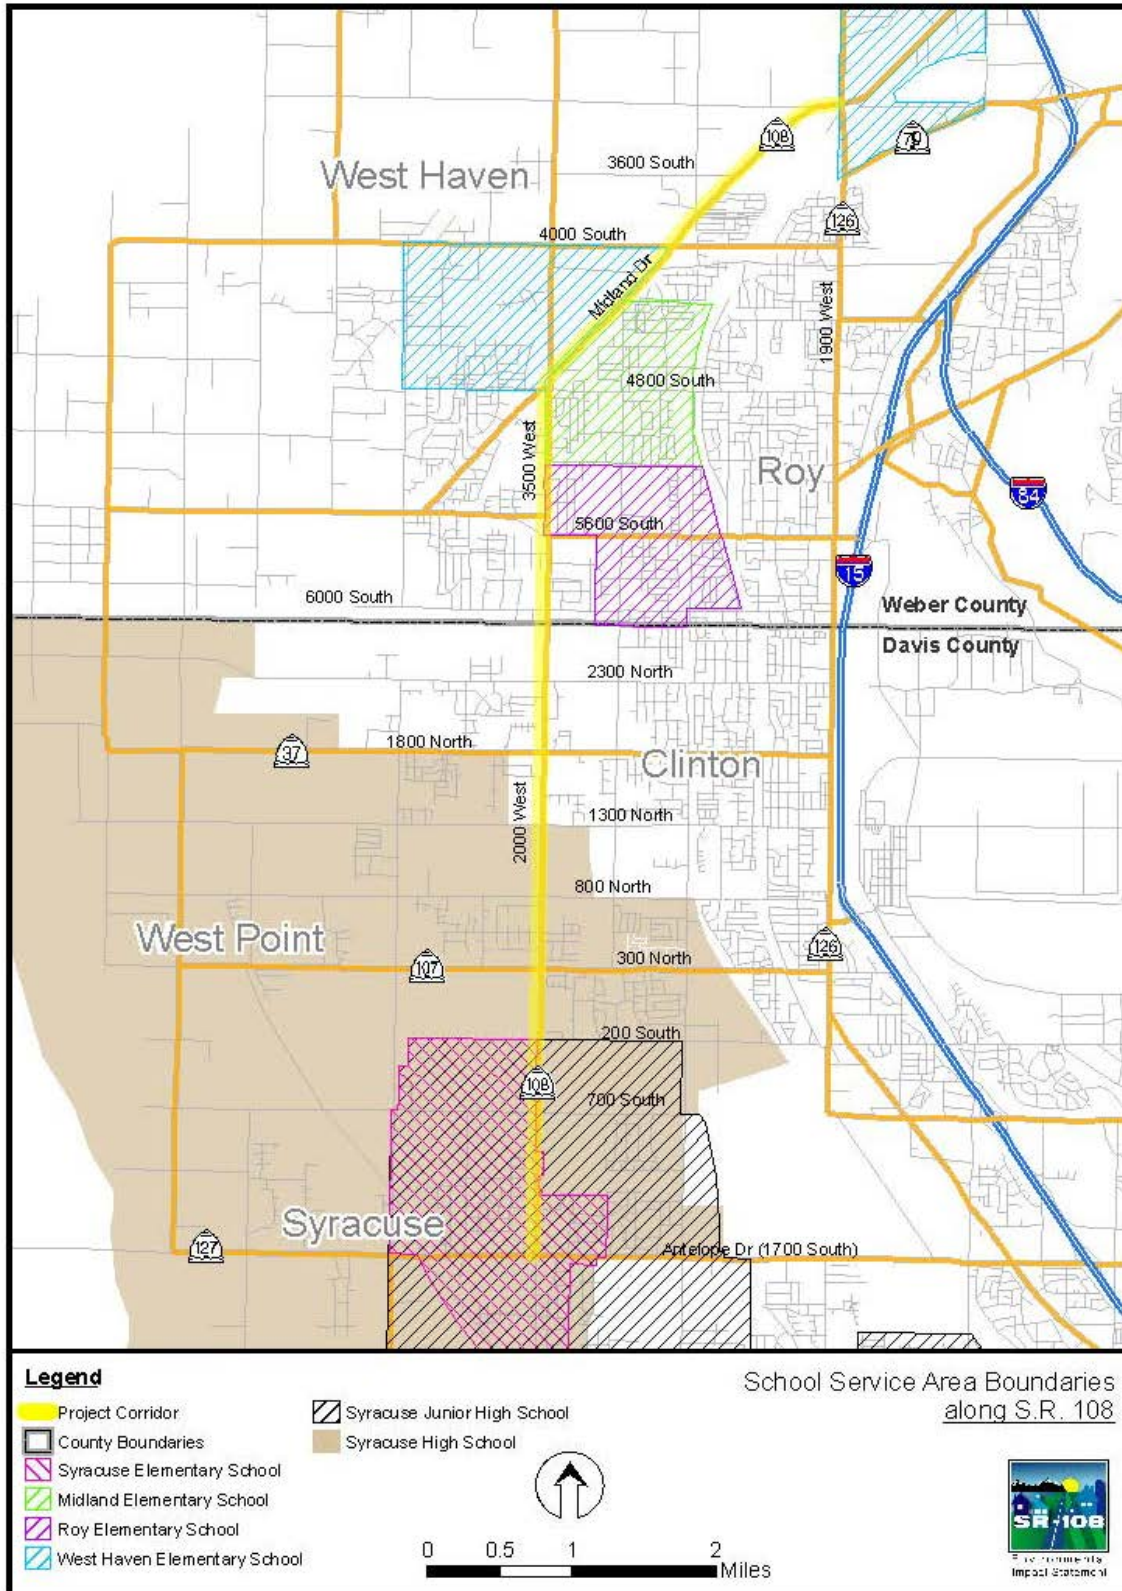 108
79
3600 South
West Haven
126
4000 South
Midland Dr
1900 West
4800 South
3500 West
Roy
84
5600 South
15
6000 South
Weber County
Davis County
2300 North
37
1800 North
Clinton
2000 West
1300 North
800 North
West Point
126
107
300 North
200 South
108
700 South
Syracuse
127
Antelope Dr (1700 South)
Legend
Project Corridor
County Boundaries
Syracuse Elementary School
Midland Elementary School
Roy Elementary School
West Haven Elementary School
Syracuse Junior High School
Syracuse High School
0 0.5 1 2 Miles
School Service Area Boundaries
along S.R. 108
SR-108
Environmental
Impact Statement